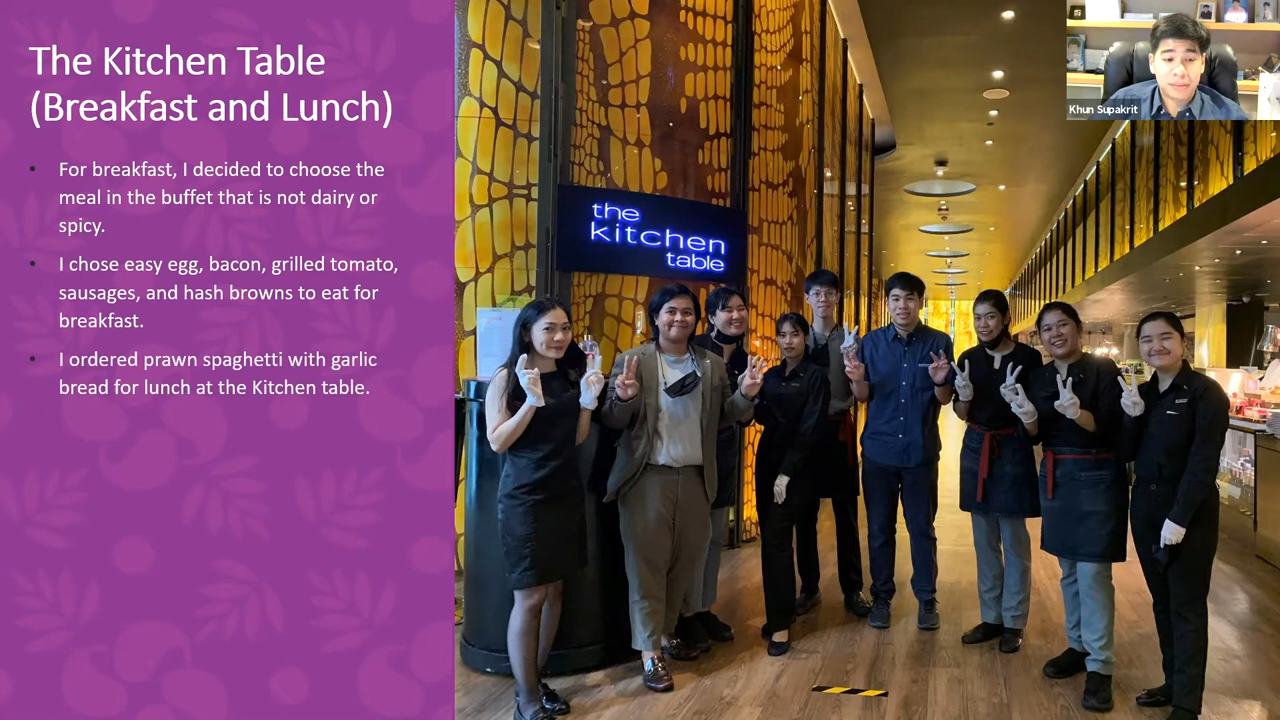 The Kitchen Table
(Breakfast and Lunch)
• For breakfast, I decided to choose the
meal in the buffet that is not dairy or
spicy.
• I chose easy egg, bacon, grilled tomato,
sausages, and hash browns to eat for
breakfast.
• I ordered prawn spaghetti with garlic
bread for lunch at the Kitchen table.
the
kitchen
table
Khun Supakrit